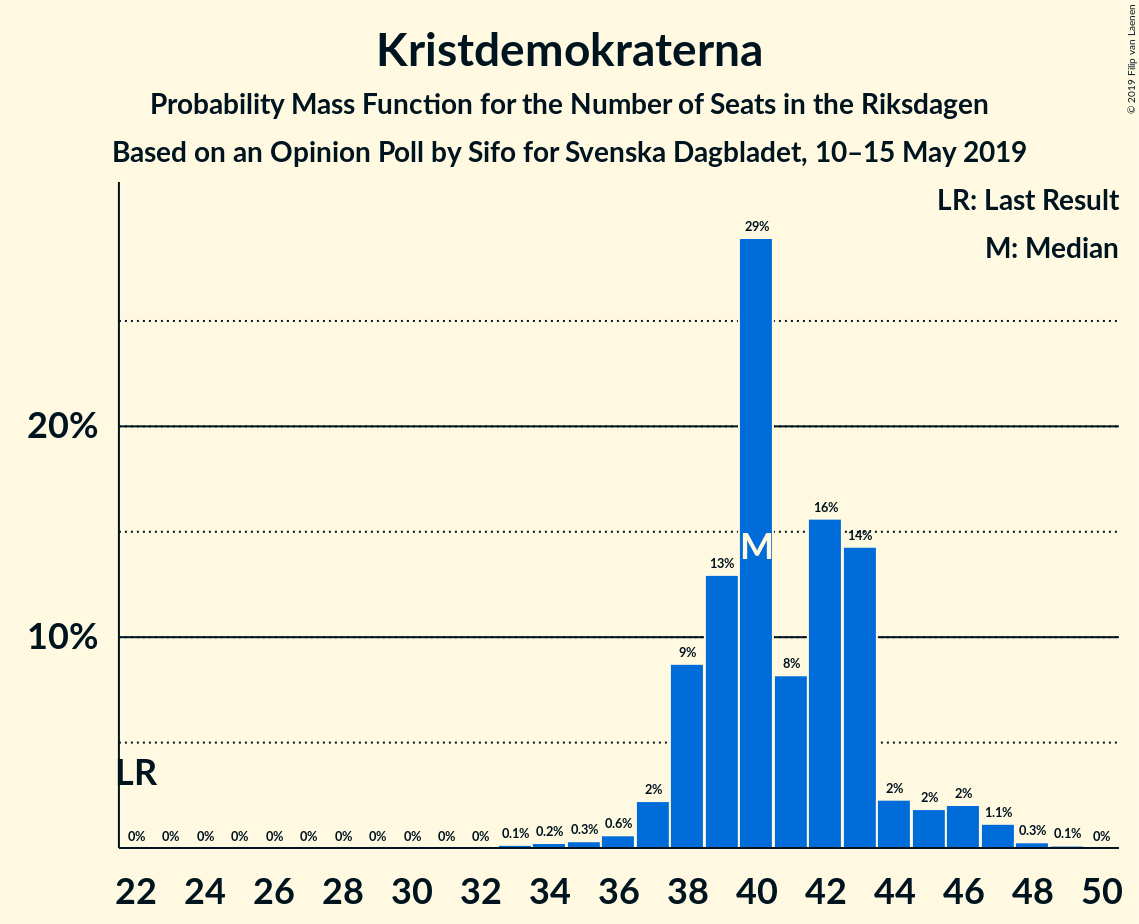 © 2019 Filip van Laenen
Kristdemokraterna
Probability Mass Function for the Number of Seats in the Riksdagen
Based on an Opinion Poll by Sifo for Svenska Dagbladet, 10–15 May 2019
LR: Last Result
M: Median
29%
20%
16%
14%
M
13%
10%
9%
8%
LR
2%
2%
2%
2%
1.1%
0% 0% 0% 0% 0% 0% 0% 0% 0% 0% 0% 0.1% 0.2% 0.3% 0.6% 0.3% 0.1% 0%
22 24 26 28 30 32 34 36 38 40 42 44 46 48 50